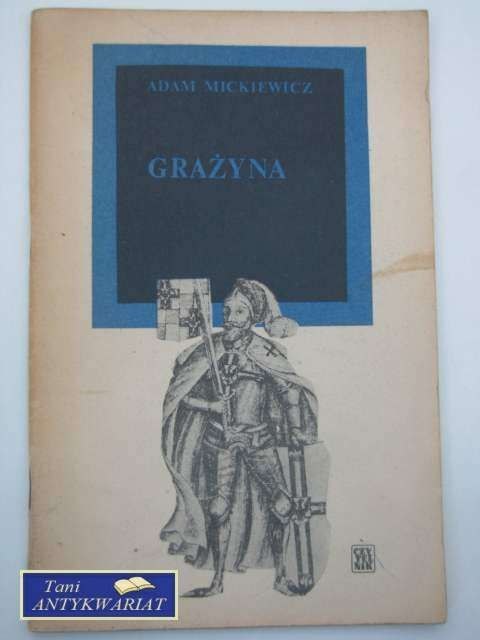 ADAM MICKIEWICZ
GRAŻYNA
CZY
TEL
NIK
Tani
ANTYKWARIAT